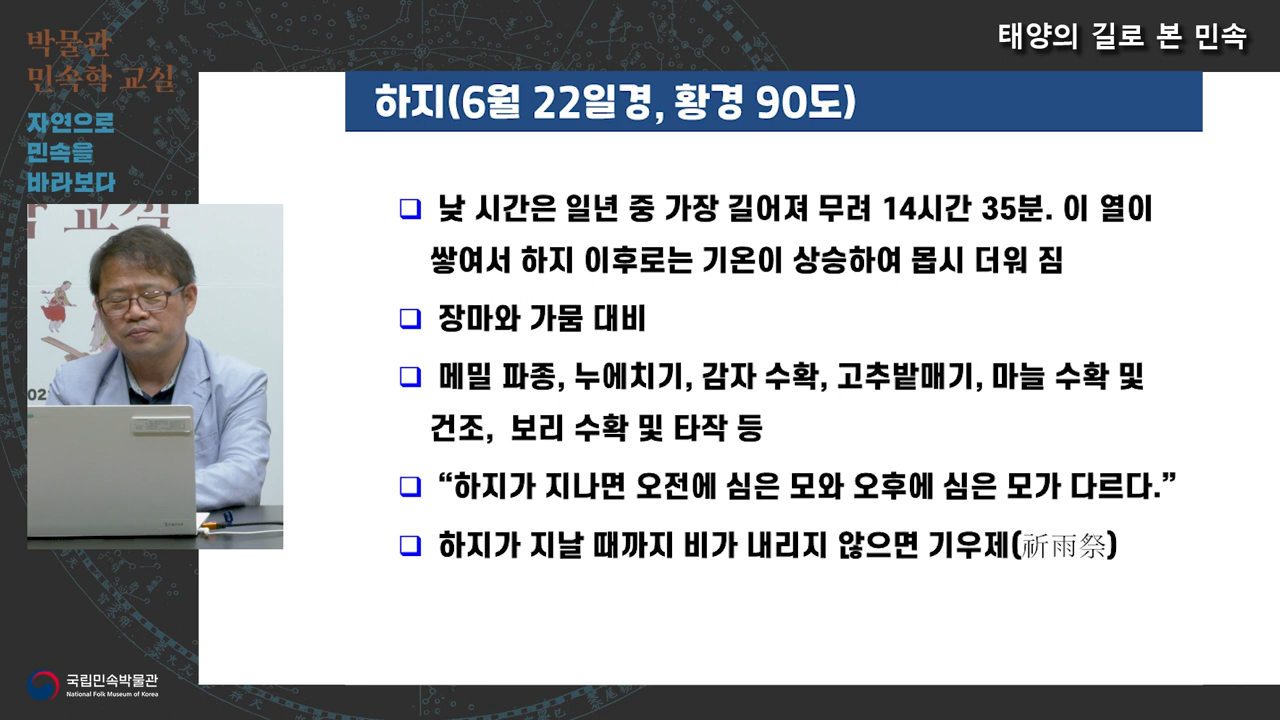 태양의 길로 본 민속
박물관
민속학 교실
자연으로
민속을
바라보다
하지(6월 22일경, 황경 90도)
❑ 낮 시간은 일년 중 가장 길어져 무려 14시간 35분. 이 열이
쌓여서 하지 이후로는 기온이 상승하여 몹시 더워 짐
❑ 장마와 가뭄 대비
❑ 메밀 파종, 누에치기, 감자 수확, 고추밭매기, 마늘 수확 및
건조, 보리 수확 및 타작 등
❑ “하지가 지나면 오전에 심은 모와 오후에 심은 모가 다르다.”
❑ 하지가 지날 때까지 비가 내리지 않으면 기우제(祈雨祭)
국립민속박물관
National Folk Museum of Korea